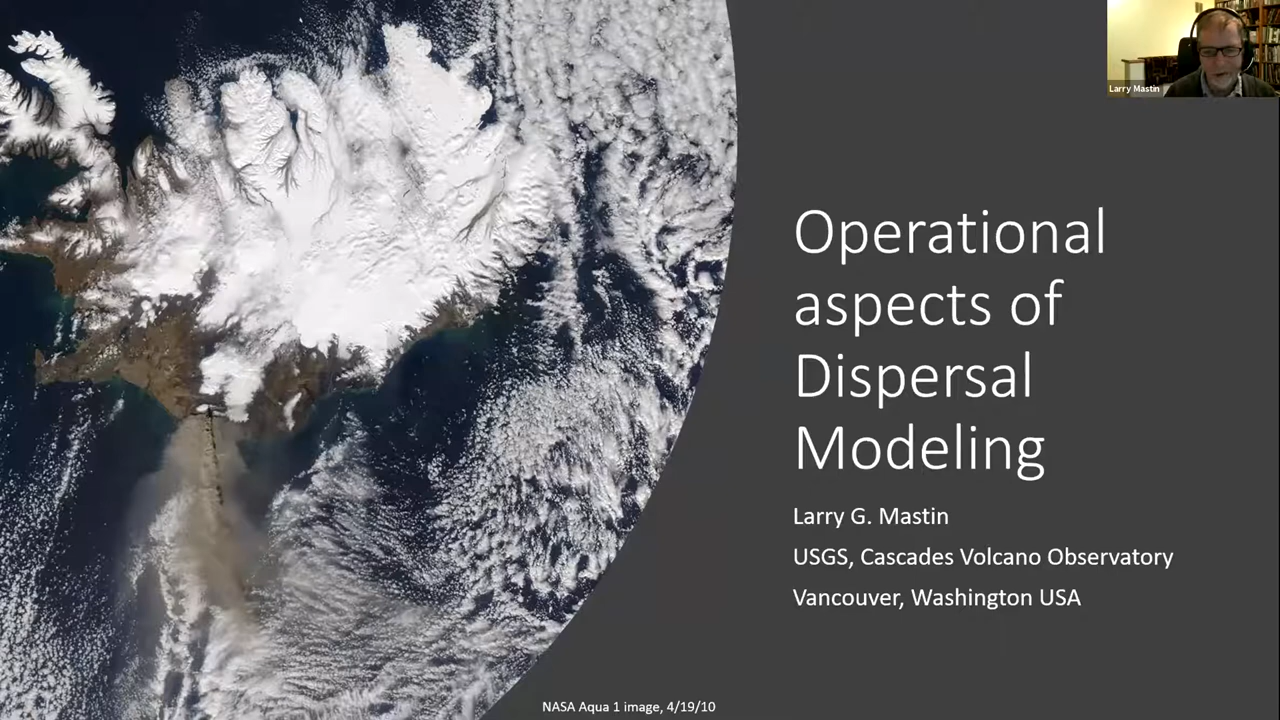 Larry Mastin
Operational
aspects of
Dispersal
Modeling
Larry G. Mastin
USGS, Cascades Volcano Observatory
Vancouver, Washington USA
NASA Aqua 1 image, 4/19/10